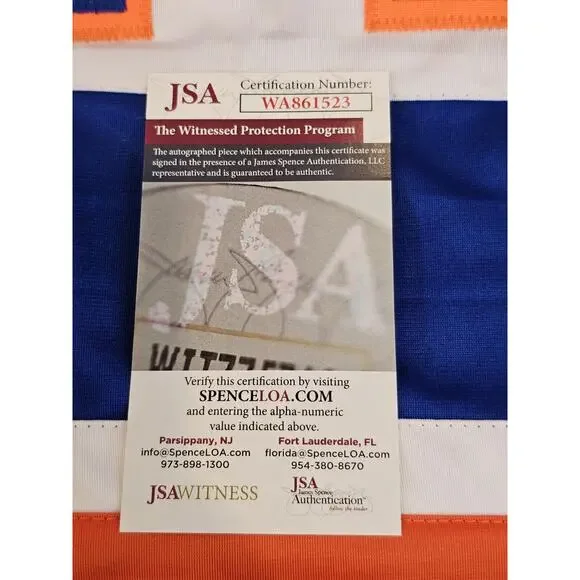 JSA
Certification Number:
WA861523
The Witnessed Protection Program
The autographed piece which accompanies this certificate was
signed in the presence of a James Spence Authentication, LLC
representative and is guaranteed to be authentic.
JSA
Verify this certification by visiting
SPENCELOA.COM
and entering the alpha-numeric
value indicated above.
Parsippany, NJ
info@SpenceLOA.com
973-898-1300
Fort Lauderdale, FL
florida@SpenceLOA.com
954-380-8670
JSAWITNESS
JSA
James Spence
Authentication
follow the leader